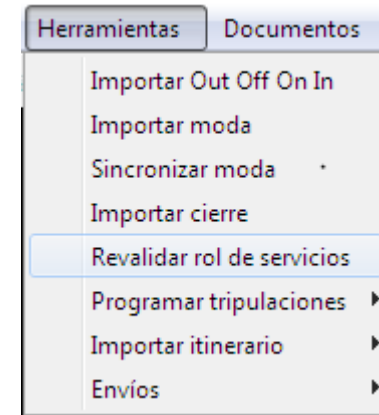 Herramientas Documentos
Importar Out Off On In
Importar moda
Sincronizar moda
Importar cierre
Revalidar rol de servicios
Programar tripulaciones
Importar itinerario
Envíos